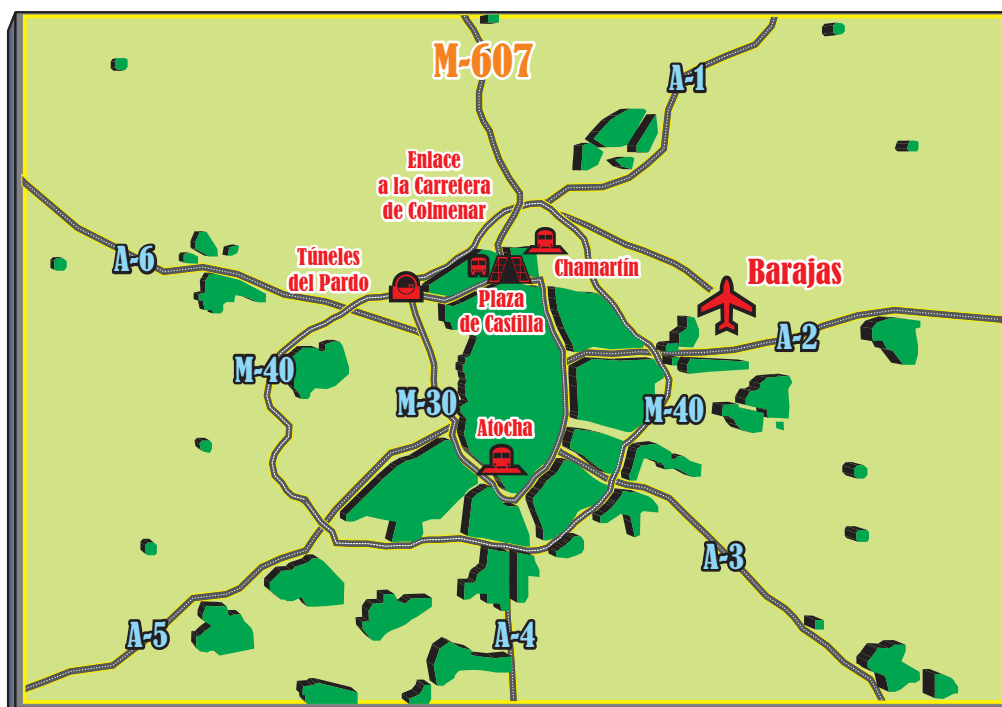 M-607
A-1
Enlace
a la Carretera
de Colmenar
A-6
Túneles
del Pardo
Chamartín
Barajas
Plaza
de Castilla
A-2
M-40
M-30
M-40
Atocha
A-3
A-5
A-4